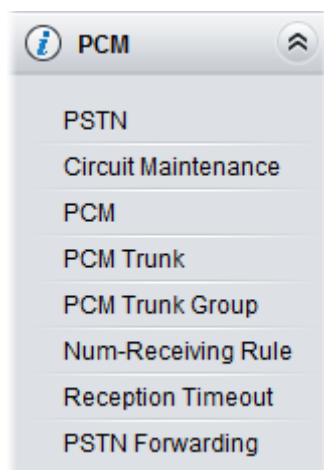 PCM
PSTN
Circuit Maintenance
PCM
PCM Trunk
PCM Trunk Group
Num-Receiving Rule
Reception Timeout
PSTN Forwarding